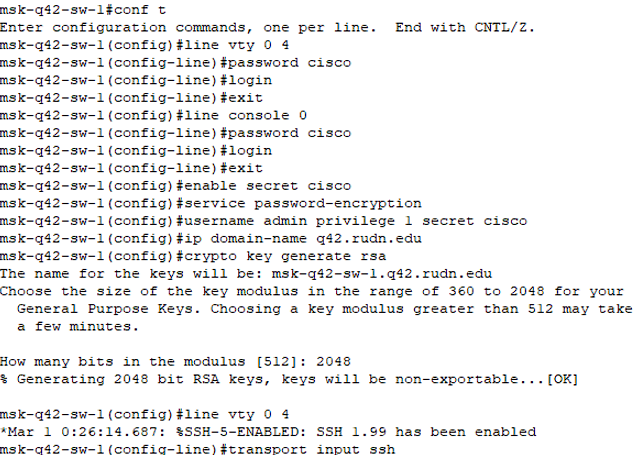 msk-q42-sw-1#conf t
Enter configuration commands, one per line.  End with CNTL/Z.
msk-q42-sw-1(config)#line vty 0 4
msk-q42-sw-1(config-line)#password cisco
msk-q42-sw-1(config-line)#login
msk-q42-sw-1(config-line)#exit
msk-q42-sw-1(config)#line console 0
msk-q42-sw-1(config-line)#password cisco
msk-q42-sw-1(config-line)#login
msk-q42-sw-1(config-line)#exit
msk-q42-sw-1(config)#enable secret cisco
msk-q42-sw-1(config)#service password-encryption
msk-q42-sw-1(config)#username admin privilege 1 secret cisco
msk-q42-sw-1(config)#ip domain-name q42.rudn.edu
msk-q42-sw-1(config)#crypto key generate rsa
The name for the keys will be: msk-q42-sw-1.q42.rudn.edu
Choose the size of the key modulus in the range of 360 to 2048 for your
  General Purpose Keys. Choosing a key modulus greater than 512 may take
  a few minutes.

How many bits in the modulus [512]: 2048
% Generating 2048 bit RSA keys, keys will be non-exportable...[OK]

msk-q42-sw-1(config)#line vty 0 4
*Mar 1 0:26:14.687: %SSH-5-ENABLED: SSH 1.99 has been enabled
msk-q42-sw-1(config-line)#transport input ssh